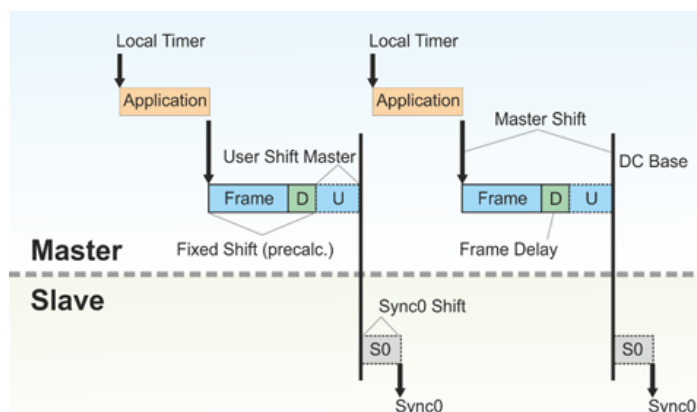 Local Timer
Local Timer
Application
Application
Master Shift
User Shift Master
DC Base
Frame D U
Frame D U
Fixed Shift (precalc.)
Frame Delay
Master
Slave
Sync0 Shift
S0
S0
Sync0
Sync0